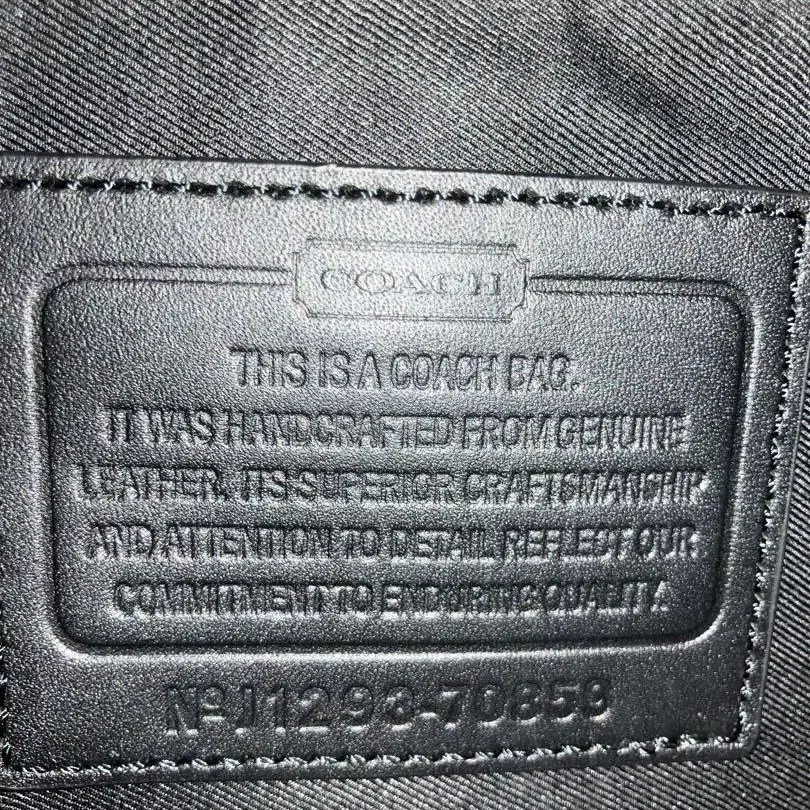 COACH
THIS IS A COACH BAG.
IT WAS HANDCRAFTED FROM GENUINE
LEATHER. ITS SUPERIOR CRAFTSMANSHIP
AND ATTENTION TO DETAIL REFLECT OUR
COMMITMENT TO ENDURING QUALITY.
Nº J1293-70858